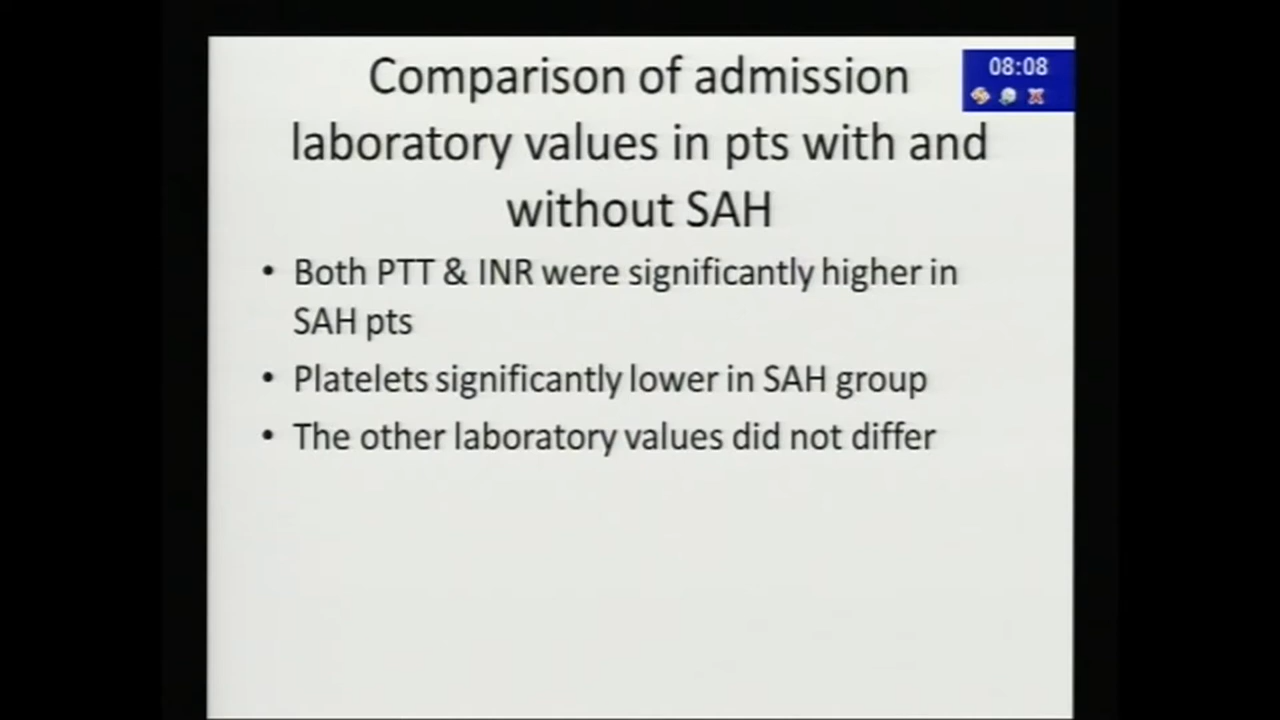 Comparison of admission
laboratory values in pts with and
without SAH
08:08
• Both PTT & INR were significantly higher in
SAH pts
• Platelets significantly lower in SAH group
• The other laboratory values did not differ